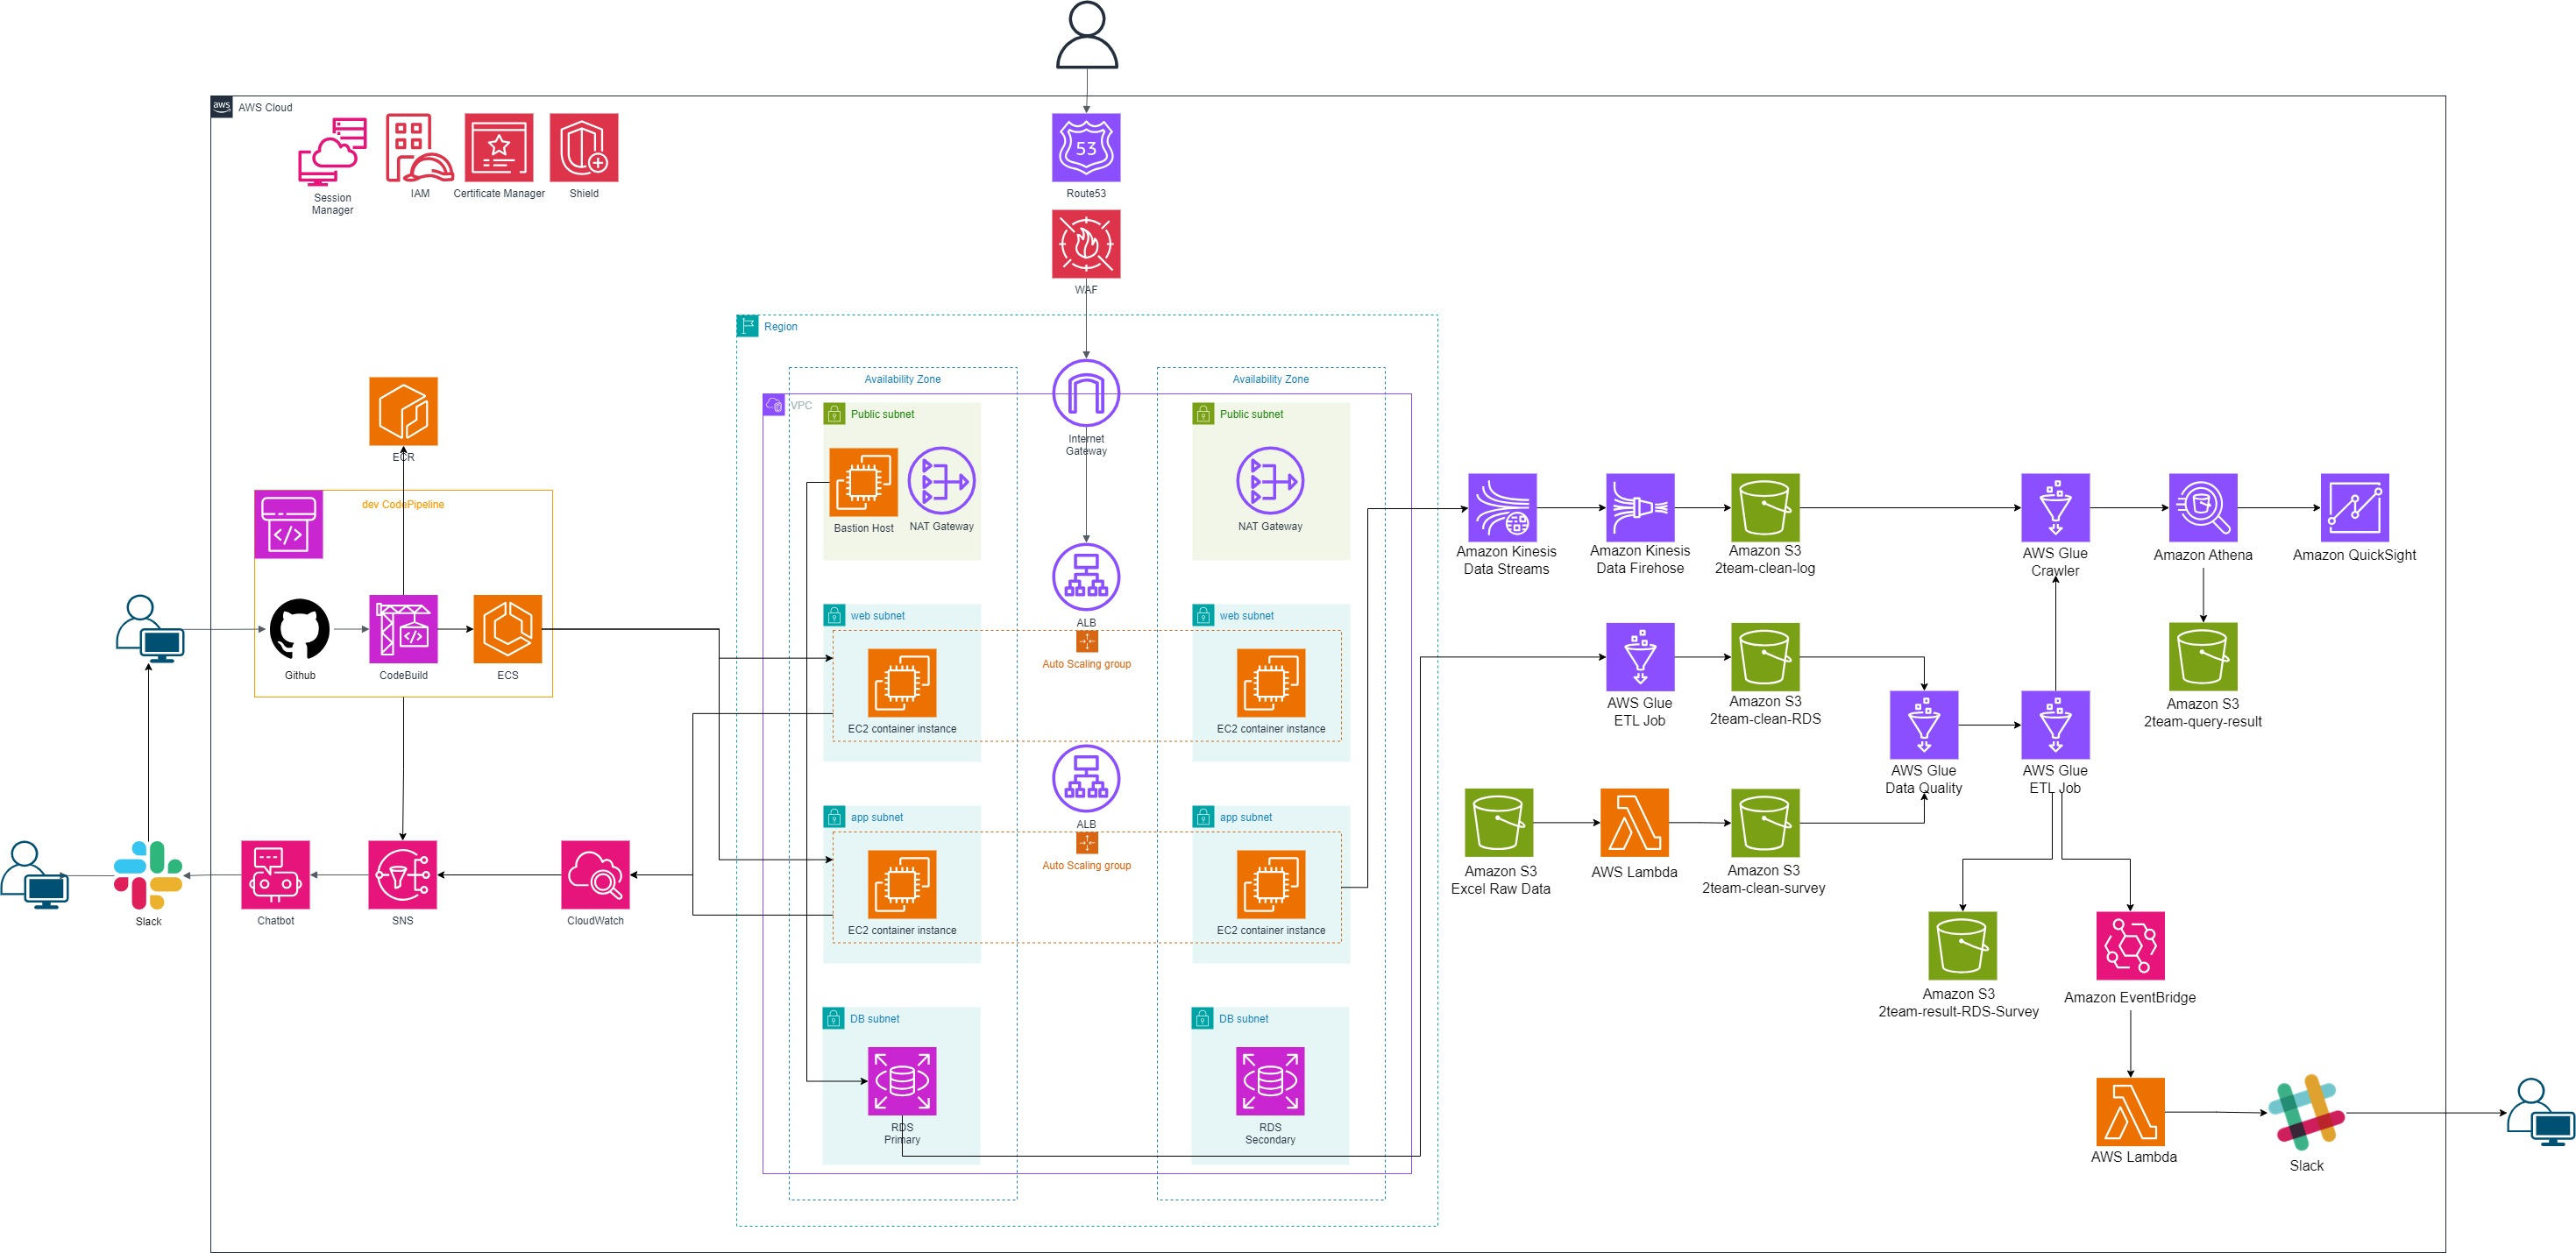 aws
AWS Cloud
Session
Manager
IAM
Certificate Manager
Shield
53
Route53
WAF
Region
Availability Zone
Availability Zone
VPC
Public subnet
Public subnet
Internet
Gateway
Bastion Host
NAT Gateway
NAT Gateway
ECR
dev CodePipeline
Github
CodeBuild
ECS
ALB
web subnet
web subnet
Auto Scaling group
EC2 container instance
EC2 container instance
ALB
app subnet
app subnet
Auto Scaling group
EC2 container instance
EC2 container instance
Slack
Chatbot
SNS
CloudWatch
DB subnet
DB subnet
RDS
Primary
RDS
Secondary
Amazon Kinesis
Data Streams
Amazon Kinesis
Data Firehose
Amazon S3
2team-clean-log
AWS Glue
Crawler
Amazon Athena
Amazon QuickSight
AWS Glue
ETL Job
Amazon S3
2team-clean-RDS
AWS Glue
Data Quality
AWS Glue
ETL Job
Amazon S3
2team-query-result
Amazon S3
Excel Raw Data
AWS Lambda
Amazon S3
2team-clean-survey
Amazon S3
2team-result-RDS-Survey
Amazon EventBridge
AWS Lambda
Slack